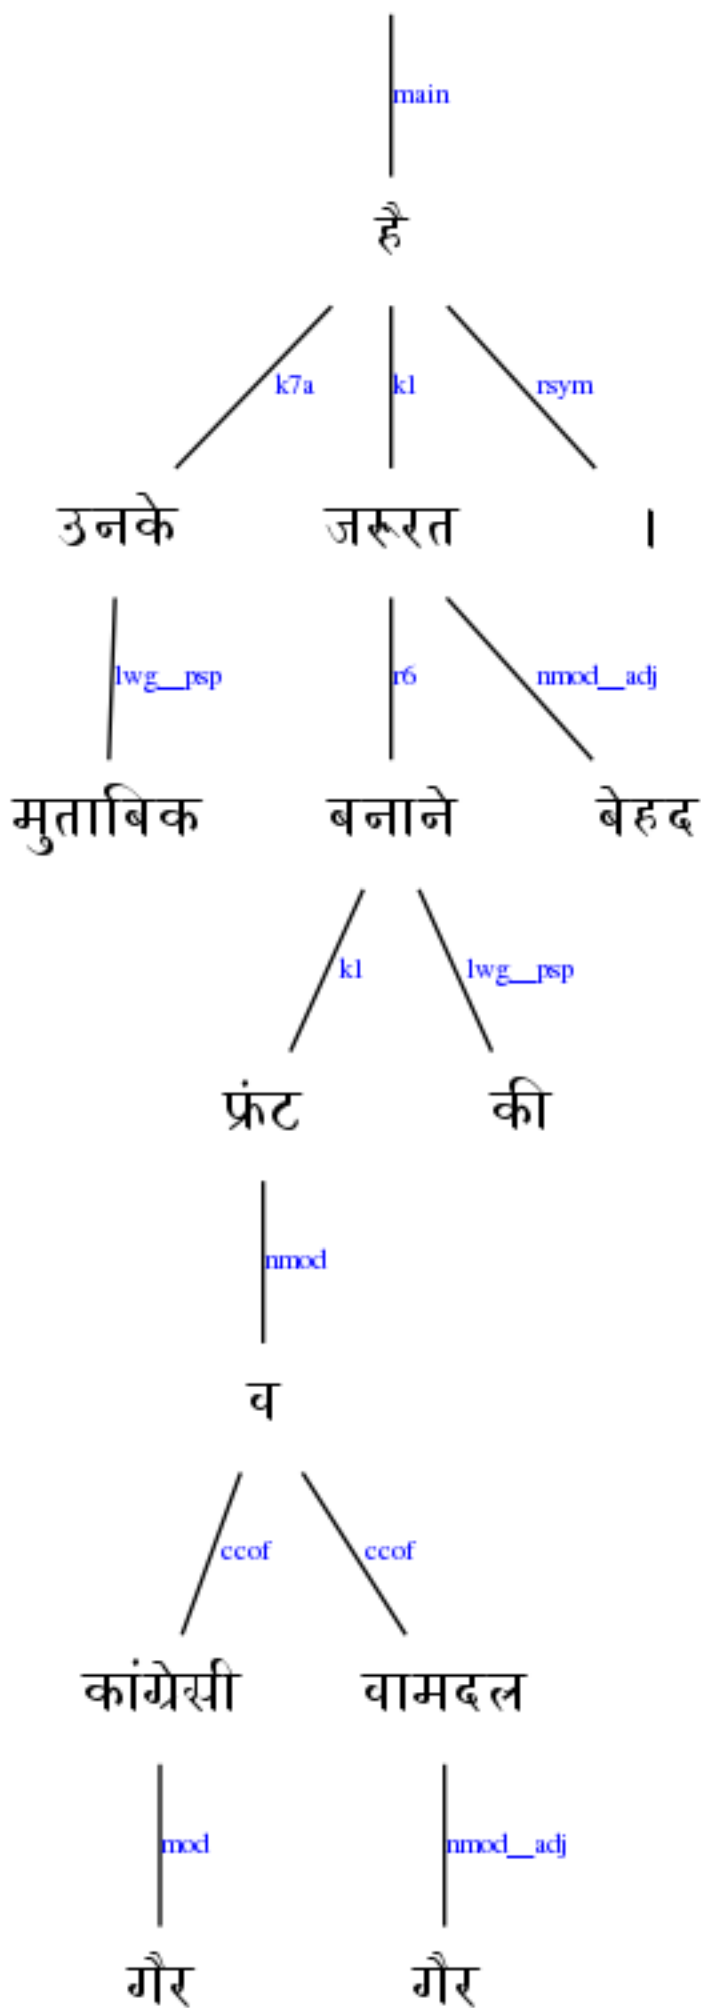 main
है
k7a k1 rsym
उनके जरूरत ।
lwg__psp r6 nmod__adj
मुताबिक बनाने बेहद
k1 lwg__psp
फ्रंट की
nmod
व
ccof ccof
कांग्रेसी वामदल
mod nmod__adj
गैर गैर